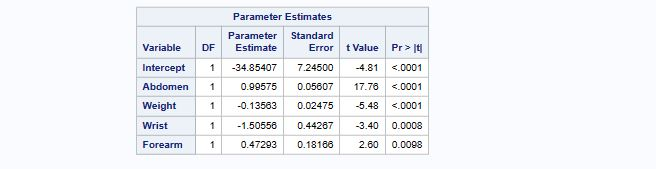 Parameter Estimates
Variable DF Parameter Estimate Standard Error t Value Pr > |t|
Intercept 1 -34.85407 7.24500 -4.81 <.0001
Abdomen 1 0.99575 0.05607 17.76 <.0001
Weight 1 -0.13563 0.02475 -5.48 <.0001
Wrist 1 -1.50556 0.44267 -3.40 0.0008
Forearm 1 0.47293 0.18166 2.60 0.0098